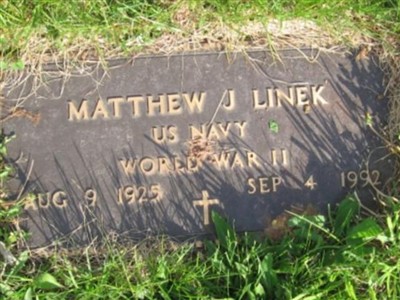 MATTHEW J LINEK
US NAVY
WORLD WAR II
AUG 9 1925 SEP 4 1992